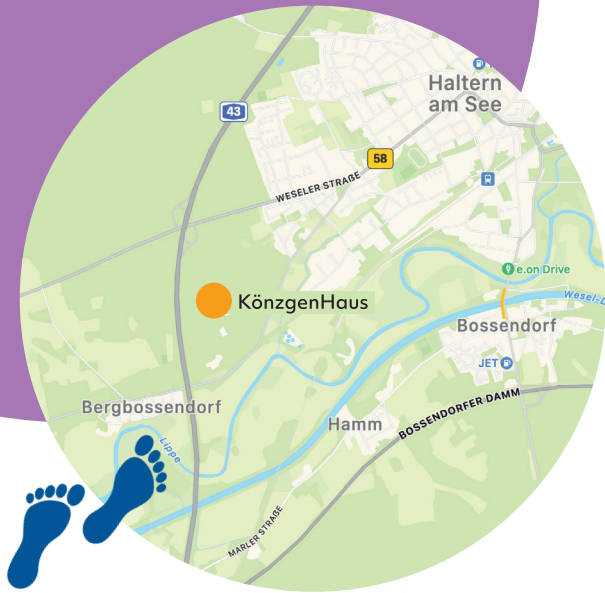 43
Haltern
am See
58
WESELER STRAßE
e.on Drive
KönzgenHaus
Wesel-D
Bossendorf
JET
Bergbossendorf
BOSSENDORFER DAMM
Hamm
Lippe
MARLER STRAßE